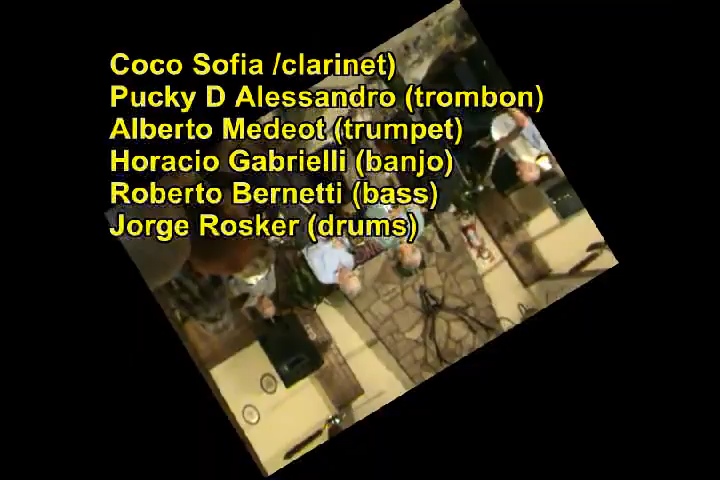 Coco Sofia /clarinet)
Pucky D Alessandro (trombon)
Alberto Medeot (trumpet)
Horacio Gabrielli (banjo)
Roberto Bernetti (bass)
Jorge Rosker (drums)